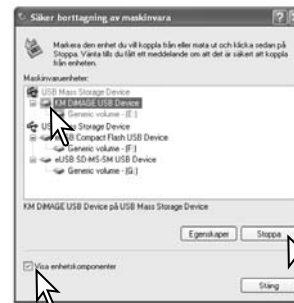 Säker borttagning av maskinvara
Markera den enhet du vill koppla från eller mata ut och klicka sedan på
Stoppa. Vänta tills du fått ett meddelande om att det är säkert att koppla
från enheten.
Maskinvaruenheter:
USB Mass Storage Device
KM DiMAGE USB Device
Generic volume - (E:)
Mass Storage Device
Compact Flash USB Device
Generic volume - (F:)
eUSB SD-MS-SM USB Device
Generic volume - (G:)
KM DiMAGE USB Device på USB Mass Storage Device
Egenskaper
Stoppa
Visa enhetskomponenter
Stäng